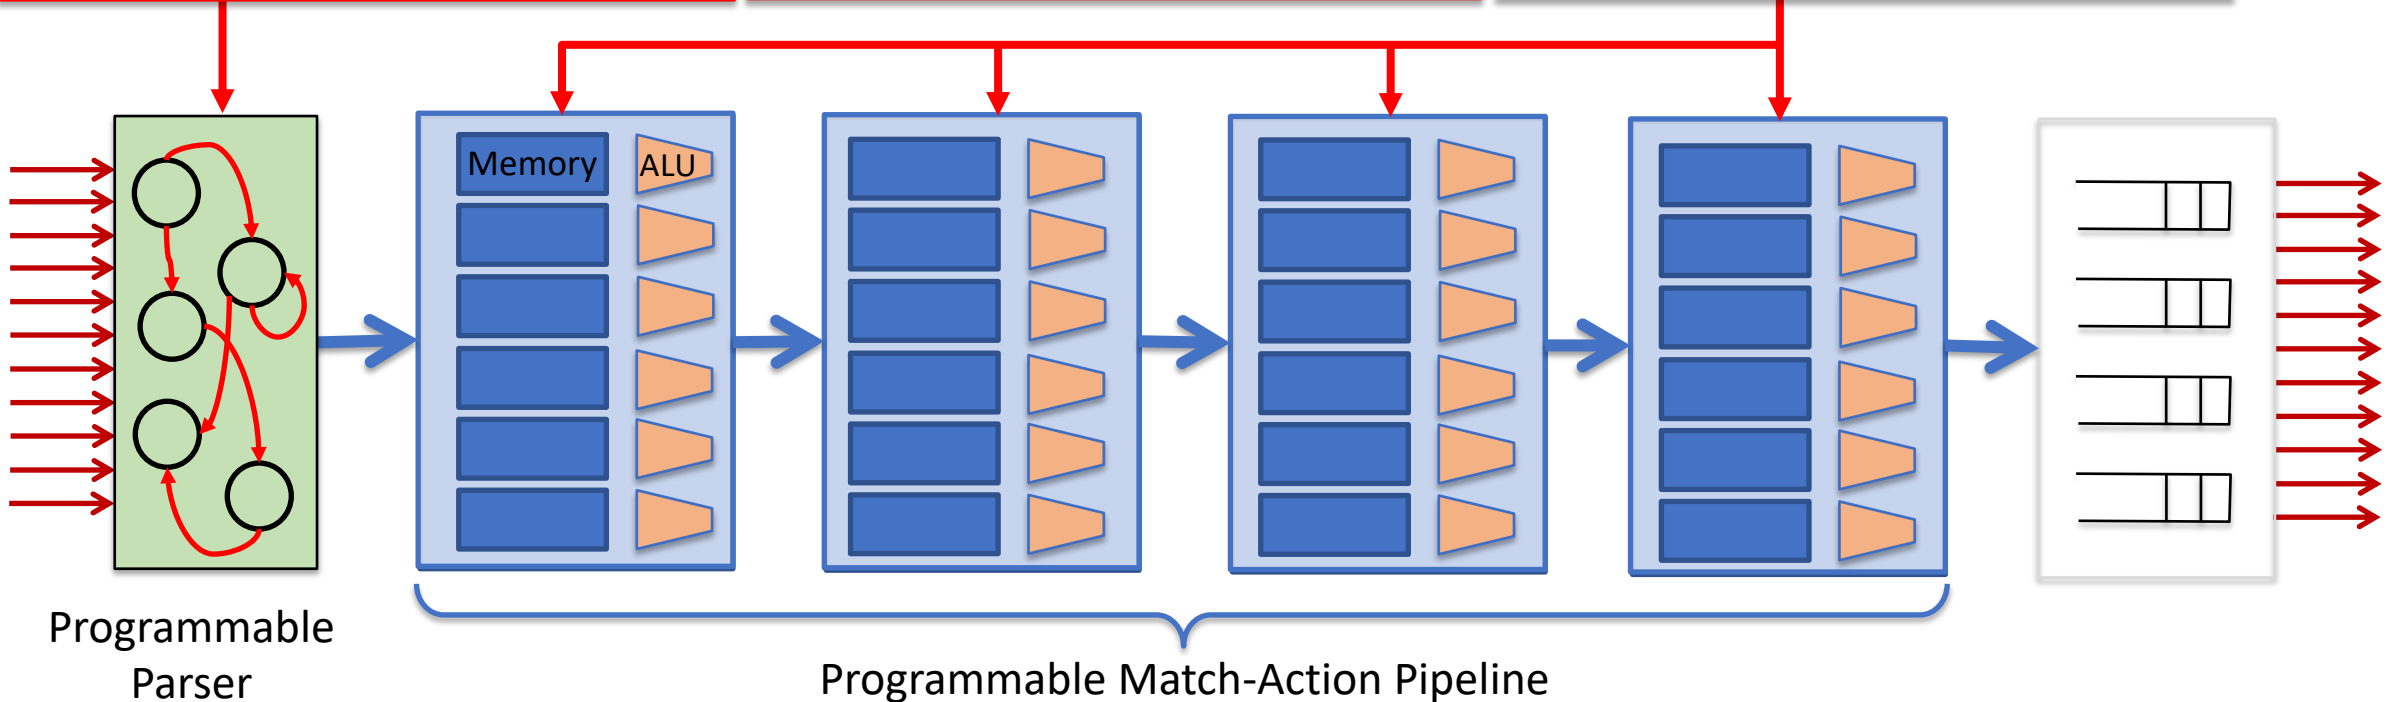 Memory
ALU
Programmable
Parser
Programmable Match-Action Pipeline